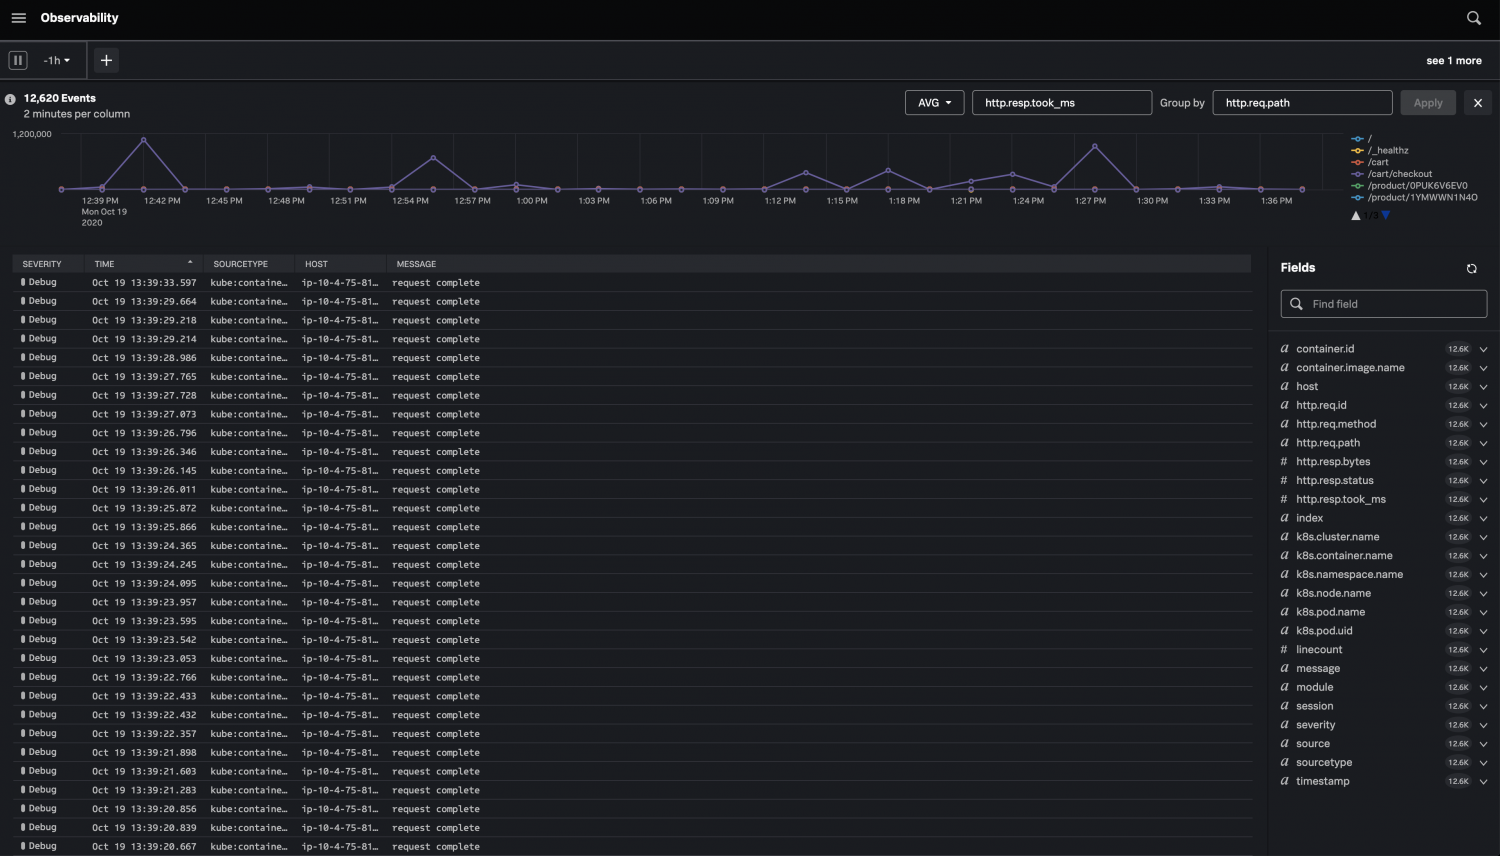 Observability
-1h
see 1 more
12,620 Events
2 minutes per column
AVG http.resp.took_ms Group by http.req.path Apply
1,200,000
12:39 PM 12:42 PM 12:45 PM 12:48 PM 12:51 PM 12:54 PM 12:57 PM 1:00 PM 1:03 PM 1:06 PM 1:09 PM 1:12 PM 1:15 PM 1:18 PM 1:21 PM 1:24 PM 1:27 PM 1:30 PM 1:33 PM 1:36 PM
Mon Oct 19
2020
/
/_healthz
/cart
/cart/checkout
/product/0PUK6V6EV0
/product/1YMWWN1N4O
1/3
SEVERITY TIME SOURCETYPE HOST MESSAGE
Debug Oct 19 13:39:33.597 kube:containe… ip-10-4-75-81… request complete
Debug Oct 19 13:39:29.664 kube:containe… ip-10-4-75-81… request complete
Debug Oct 19 13:39:29.218 kube:containe… ip-10-4-75-81… request complete
Debug Oct 19 13:39:29.214 kube:containe… ip-10-4-75-81… request complete
Debug Oct 19 13:39:28.986 kube:containe… ip-10-4-75-81… request complete
Debug Oct 19 13:39:27.765 kube:containe… ip-10-4-75-81… request complete
Debug Oct 19 13:39:27.728 kube:containe… ip-10-4-75-81… request complete
Debug Oct 19 13:39:27.073 kube:containe… ip-10-4-75-81… request complete
Debug Oct 19 13:39:26.796 kube:containe… ip-10-4-75-81… request complete
Debug Oct 19 13:39:26.346 kube:containe… ip-10-4-75-81… request complete
Debug Oct 19 13:39:26.145 kube:containe… ip-10-4-75-81… request complete
Debug Oct 19 13:39:26.011 kube:containe… ip-10-4-75-81… request complete
Debug Oct 19 13:39:25.872 kube:containe… ip-10-4-75-81… request complete
Debug Oct 19 13:39:25.866 kube:containe… ip-10-4-75-81… request complete
Debug Oct 19 13:39:24.365 kube:containe… ip-10-4-75-81… request complete
Debug Oct 19 13:39:24.245 kube:containe… ip-10-4-75-81… request complete
Debug Oct 19 13:39:24.095 kube:containe… ip-10-4-75-81… request complete
Debug Oct 19 13:39:23.957 kube:containe… ip-10-4-75-81… request complete
Debug Oct 19 13:39:23.595 kube:containe… ip-10-4-75-81… request complete
Debug Oct 19 13:39:23.542 kube:containe… ip-10-4-75-81… request complete
Debug Oct 19 13:39:23.053 kube:containe… ip-10-4-75-81… request complete
Debug Oct 19 13:39:22.766 kube:containe… ip-10-4-75-81… request complete
Debug Oct 19 13:39:22.433 kube:containe… ip-10-4-75-81… request complete
Debug Oct 19 13:39:22.432 kube:containe… ip-10-4-75-81… request complete
Debug Oct 19 13:39:22.357 kube:containe… ip-10-4-75-81… request complete
Debug Oct 19 13:39:21.898 kube:containe… ip-10-4-75-81… request complete
Debug Oct 19 13:39:21.603 kube:containe… ip-10-4-75-81… request complete
Debug Oct 19 13:39:21.283 kube:containe… ip-10-4-75-81… request complete
Debug Oct 19 13:39:20.856 kube:containe… ip-10-4-75-81… request complete
Debug Oct 19 13:39:20.839 kube:containe… ip-10-4-75-81… request complete
Debug Oct 19 13:39:20.667 kube:containe… ip-10-4-75-81… request complete
Fields
Find field
a container.id 12.6K
a container.image.name 12.6K
a host 12.6K
a http.req.id 12.6K
a http.req.method 12.6K
a http.req.path 12.6K
# http.resp.bytes 12.6K
# http.resp.status 12.6K
# http.resp.took_ms 12.6K
a index 12.6K
a k8s.cluster.name 12.6K
a k8s.container.name 12.6K
a k8s.namespace.name 12.6K
a k8s.node.name 12.6K
a k8s.pod.name 12.6K
a k8s.pod.uid 12.6K
# linecount 12.6K
a message 12.6K
a module 12.6K
a session 12.6K
a severity 12.6K
a source 12.6K
a sourcetype 12.6K
a timestamp 12.6K